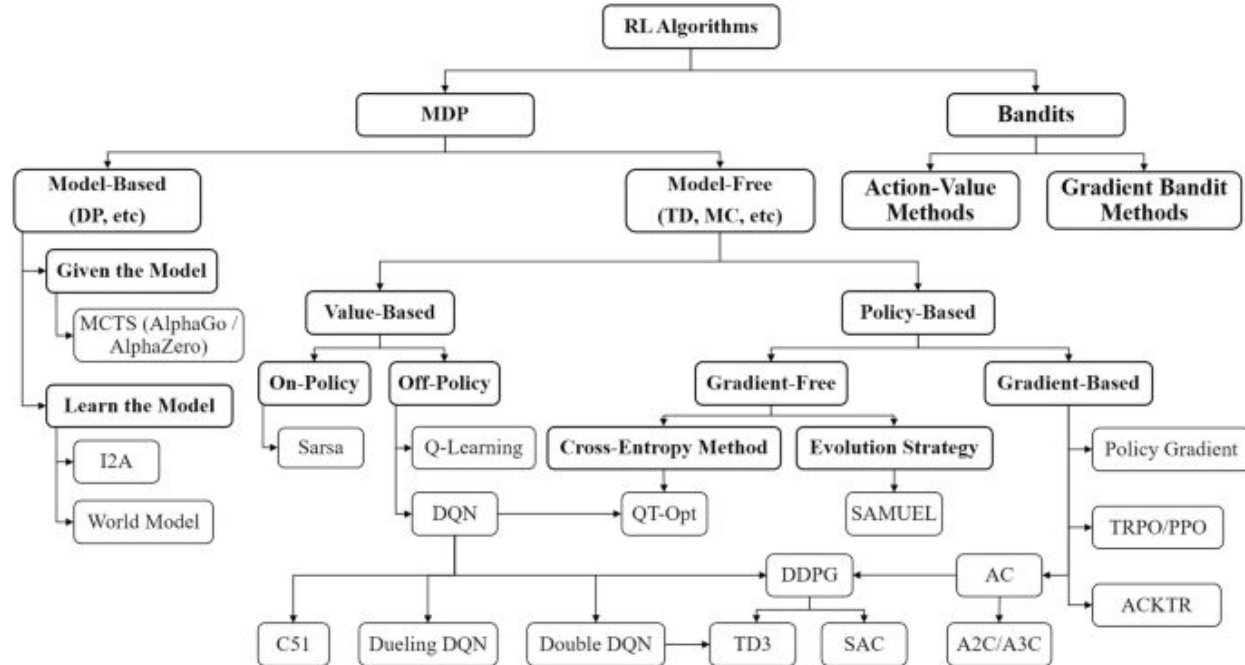 RL Algorithms
MDP
Bandits
Model-Based
(DP, etc)
Model-Free
(TD, MC, etc)
Action-Value
Methods
Gradient Bandit
Methods
Given the Model
MCTS (AlphaGo /
AlphaZero)
Value-Based
Policy-Based
On-Policy
Off-Policy
Gradient-Free
Gradient-Based
Learn the Model
Sarsa
Q-Learning
Cross-Entropy Method
Evolution Strategy
Policy Gradient
I2A
World Model
DQN
QT-Opt
SAMUEL
TRPO/PPO
DDPG
AC
ACKTR
C51
Dueling DQN
Double DQN
TD3
SAC
A2C/A3C